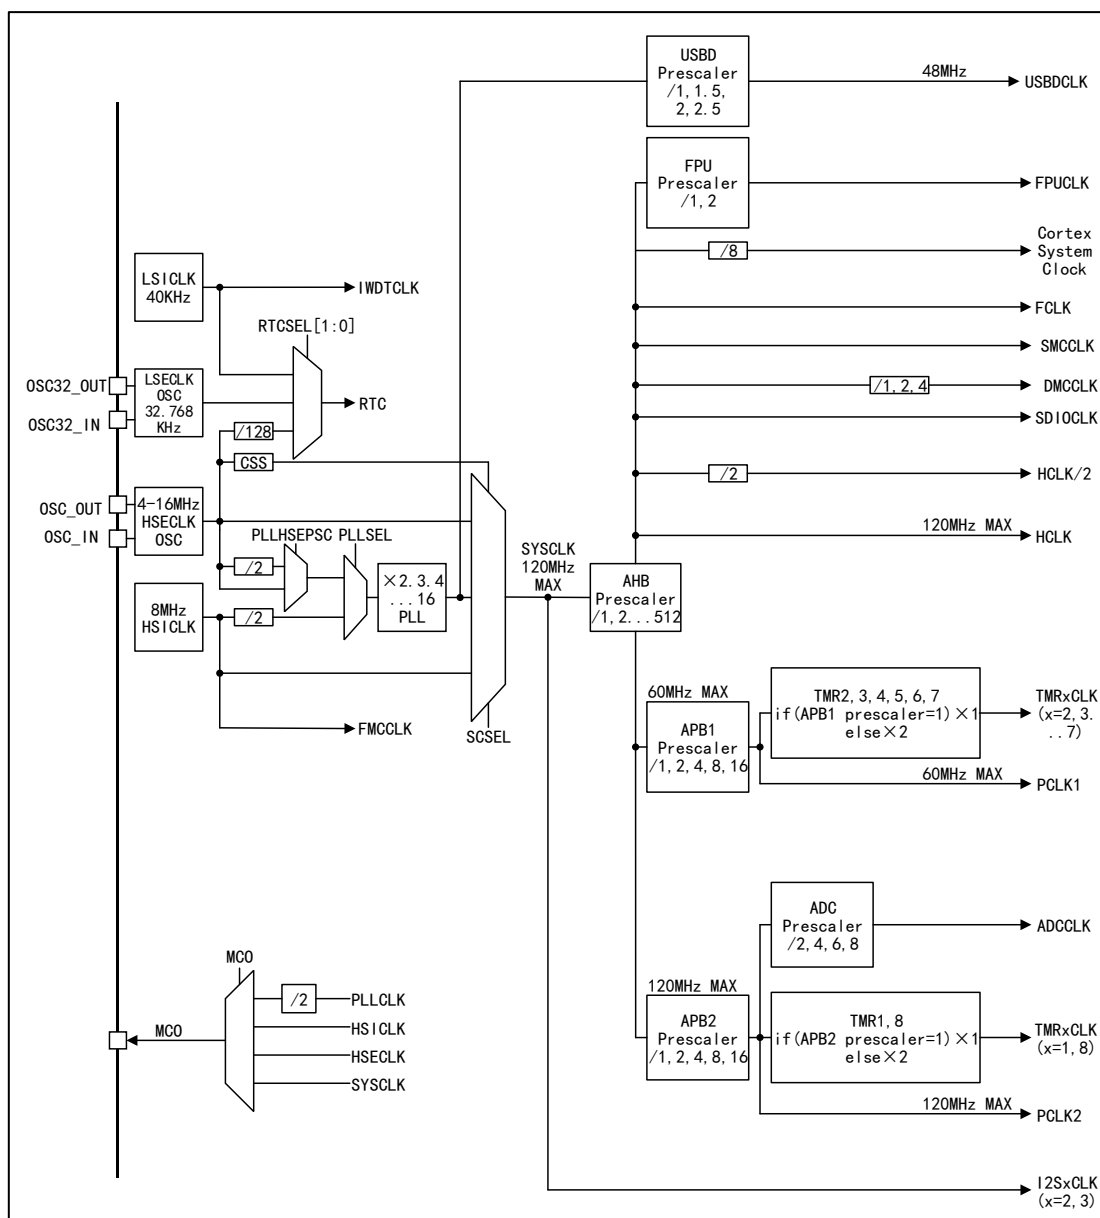 USBD
Prescaler
/1, 1.5,
2, 2.5
48MHz
USBDCLK
FPU
Prescaler
/1, 2
FPUCLK
/8
Cortex
System
Clock
LSICLK
40KHz
IWDTCLK
FCLK
RTCSEL[1:0]
SMCCLK
OSC32_OUT
OSC32_IN
LSECLK
OSC
32.768
KHz
RTC
/1, 2, 4
DMCCLK
SDIOCLK
/128
CSS
/2
HCLK/2
OSC_OUT
OSC_IN
4-16MHz
HSECLK
OSC
120MHz MAX
HCLK
PLLHSEPSC
PLLSEL
/2
SYSCLK
120MHz
MAX
×2.3.4
...16
PLL
AHB
Prescaler
/1, 2...512
8MHz
HSICLK
/2
FMCCLK
SCSEL
60MHz MAX
APB1
Prescaler
/1, 2, 4, 8, 16
TMR2, 3, 4, 5, 6, 7
if(APB1 prescaler=1)×1
else×2
TMRxCLK
(x=2, 3.
..7)
60MHz MAX
PCLK1
ADC
Prescaler
/2, 4, 6, 8
ADCCLK
MCO
/2
PLLCLK
HSICLK
HSECLK
SYSCLK
MCO
120MHz MAX
APB2
Prescaler
/1, 2, 4, 8, 16
TMR1, 8
if(APB2 prescaler=1)×1
else×2
TMRxCLK
(x=1, 8)
120MHz MAX
PCLK2
I2SxCLK
(x=2, 3)